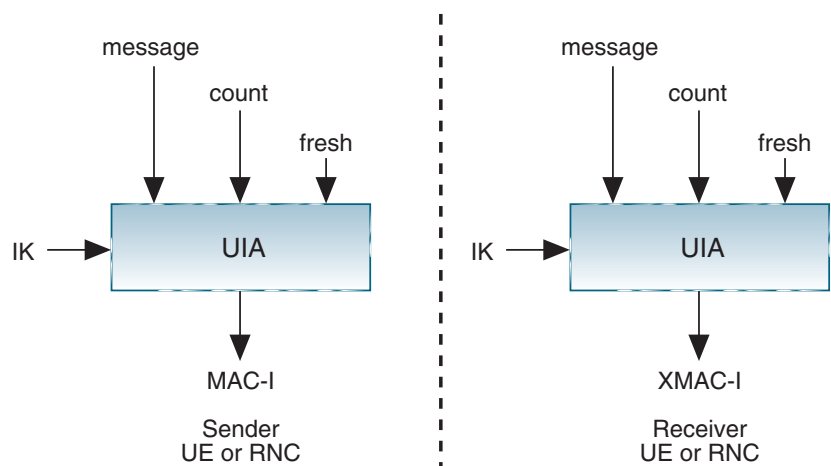 message
count
fresh
IK
UIA
MAC-I
Sender
UE or RNC
message
count
fresh
IK
UIA
XMAC-I
Receiver
UE or RNC